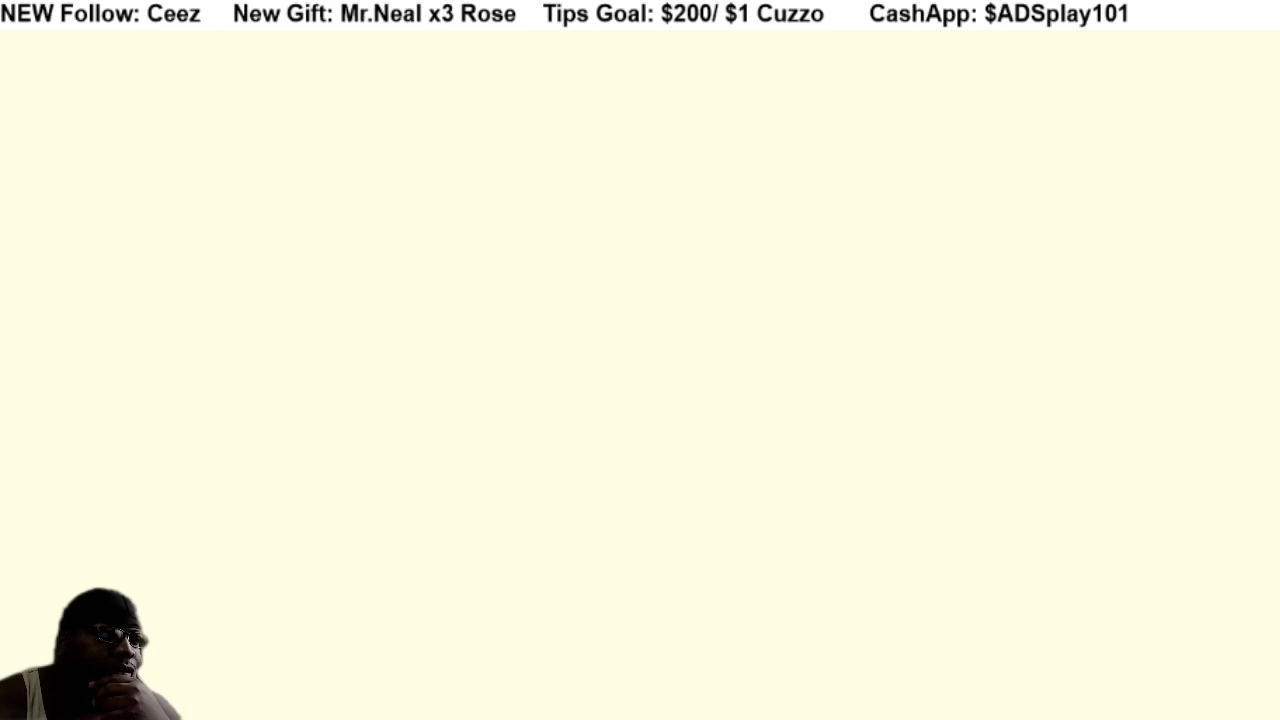 NEW Follow: Ceez New Gift: Mr.Neal x3 Rose Tips Goal: $200/ $1 Cuzzo CashApp: $ADSplay101